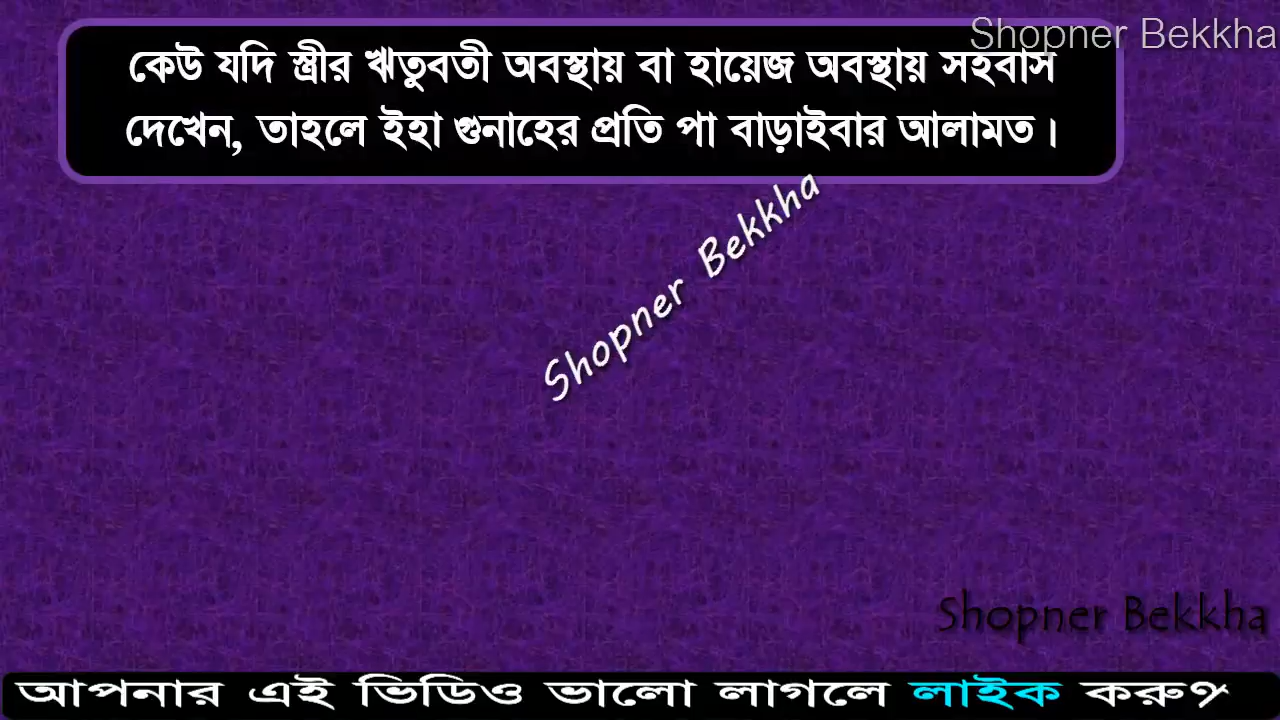 Shopner Bekkha
কেউ যদি স্ত্রীর ঋতুবতী অবস্থায় বা হায়েজ অবস্থায় সহবাস
দেখেন, তাহলে ইহা গুনাহের প্রতি পা বাড়াইবার আলামত।
Shopner Bekkha
Shopner Bekkha
আপনার এই ভিডিও ভালো লাগলে লাইক